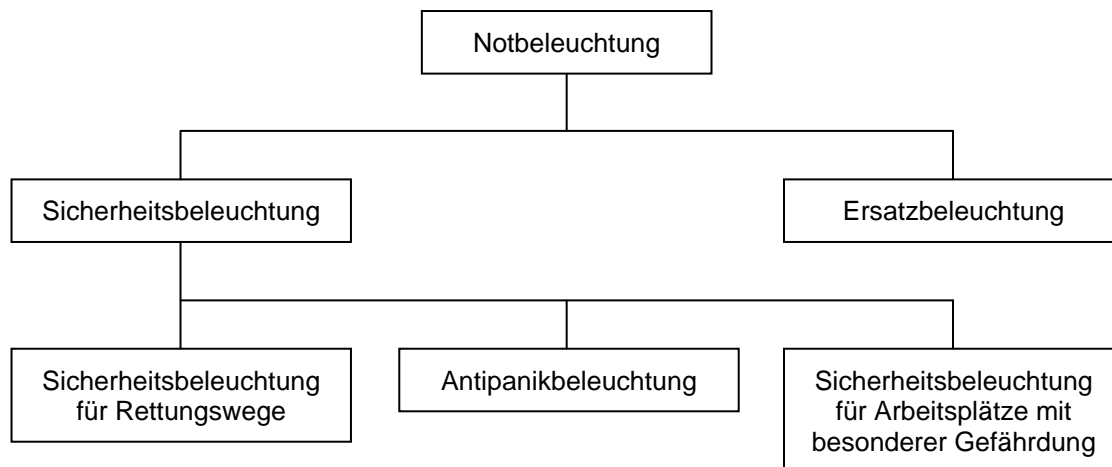 Notbeleuchtung
Sicherheitsbeleuchtung
Ersatzbeleuchtung
Sicherheitsbeleuchtung
für Rettungswege
Antipanikbeleuchtung
Sicherheitsbeleuchtung
für Arbeitsplätze mit
besonderer Gefährdung